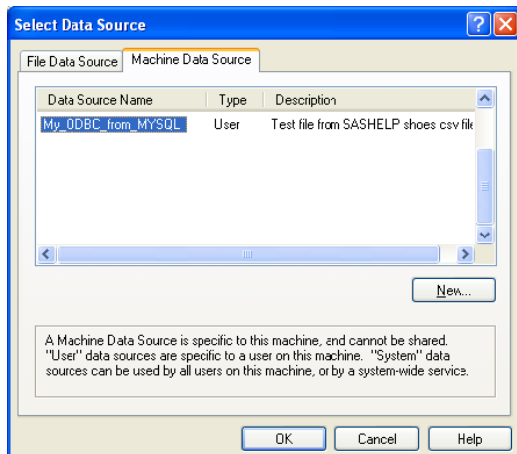 Select Data Source
File Data Source Machine Data Source
Data Source Name Type Description
My_ODBC_from_MYSQL User Test file from SASHELP shoes csv file
New...
A Machine Data Source is specific to this machine, and cannot be shared.
"User" data sources are specific to a user on this machine. "System" data
sources can be used by all users on this machine, or by a system-wide service.
OK Cancel Help